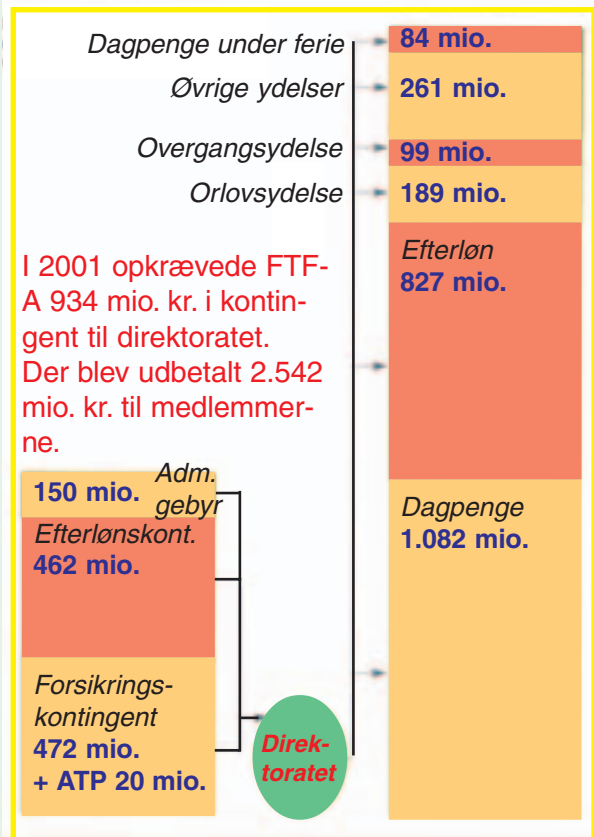 Dagpenge under ferie
84 mio.
Øvrige ydelser
261 mio.
Overgangsydelse
99 mio.
Orlovsydelse
189 mio.
Efterløn
827 mio.
I 2001 opkrævede FTF-
A 934 mio. kr. i kontin-
gent til direktoratet.
Der blev udbetalt 2.542
mio. kr. til medlemmer-
ne.
150 mio.
Adm.
gebyr
Efterlønskont.
462 mio.
Dagpenge
1.082 mio.
Forsikrings-
kontingent
472 mio.
+ ATP 20 mio.
Direk-
toratet